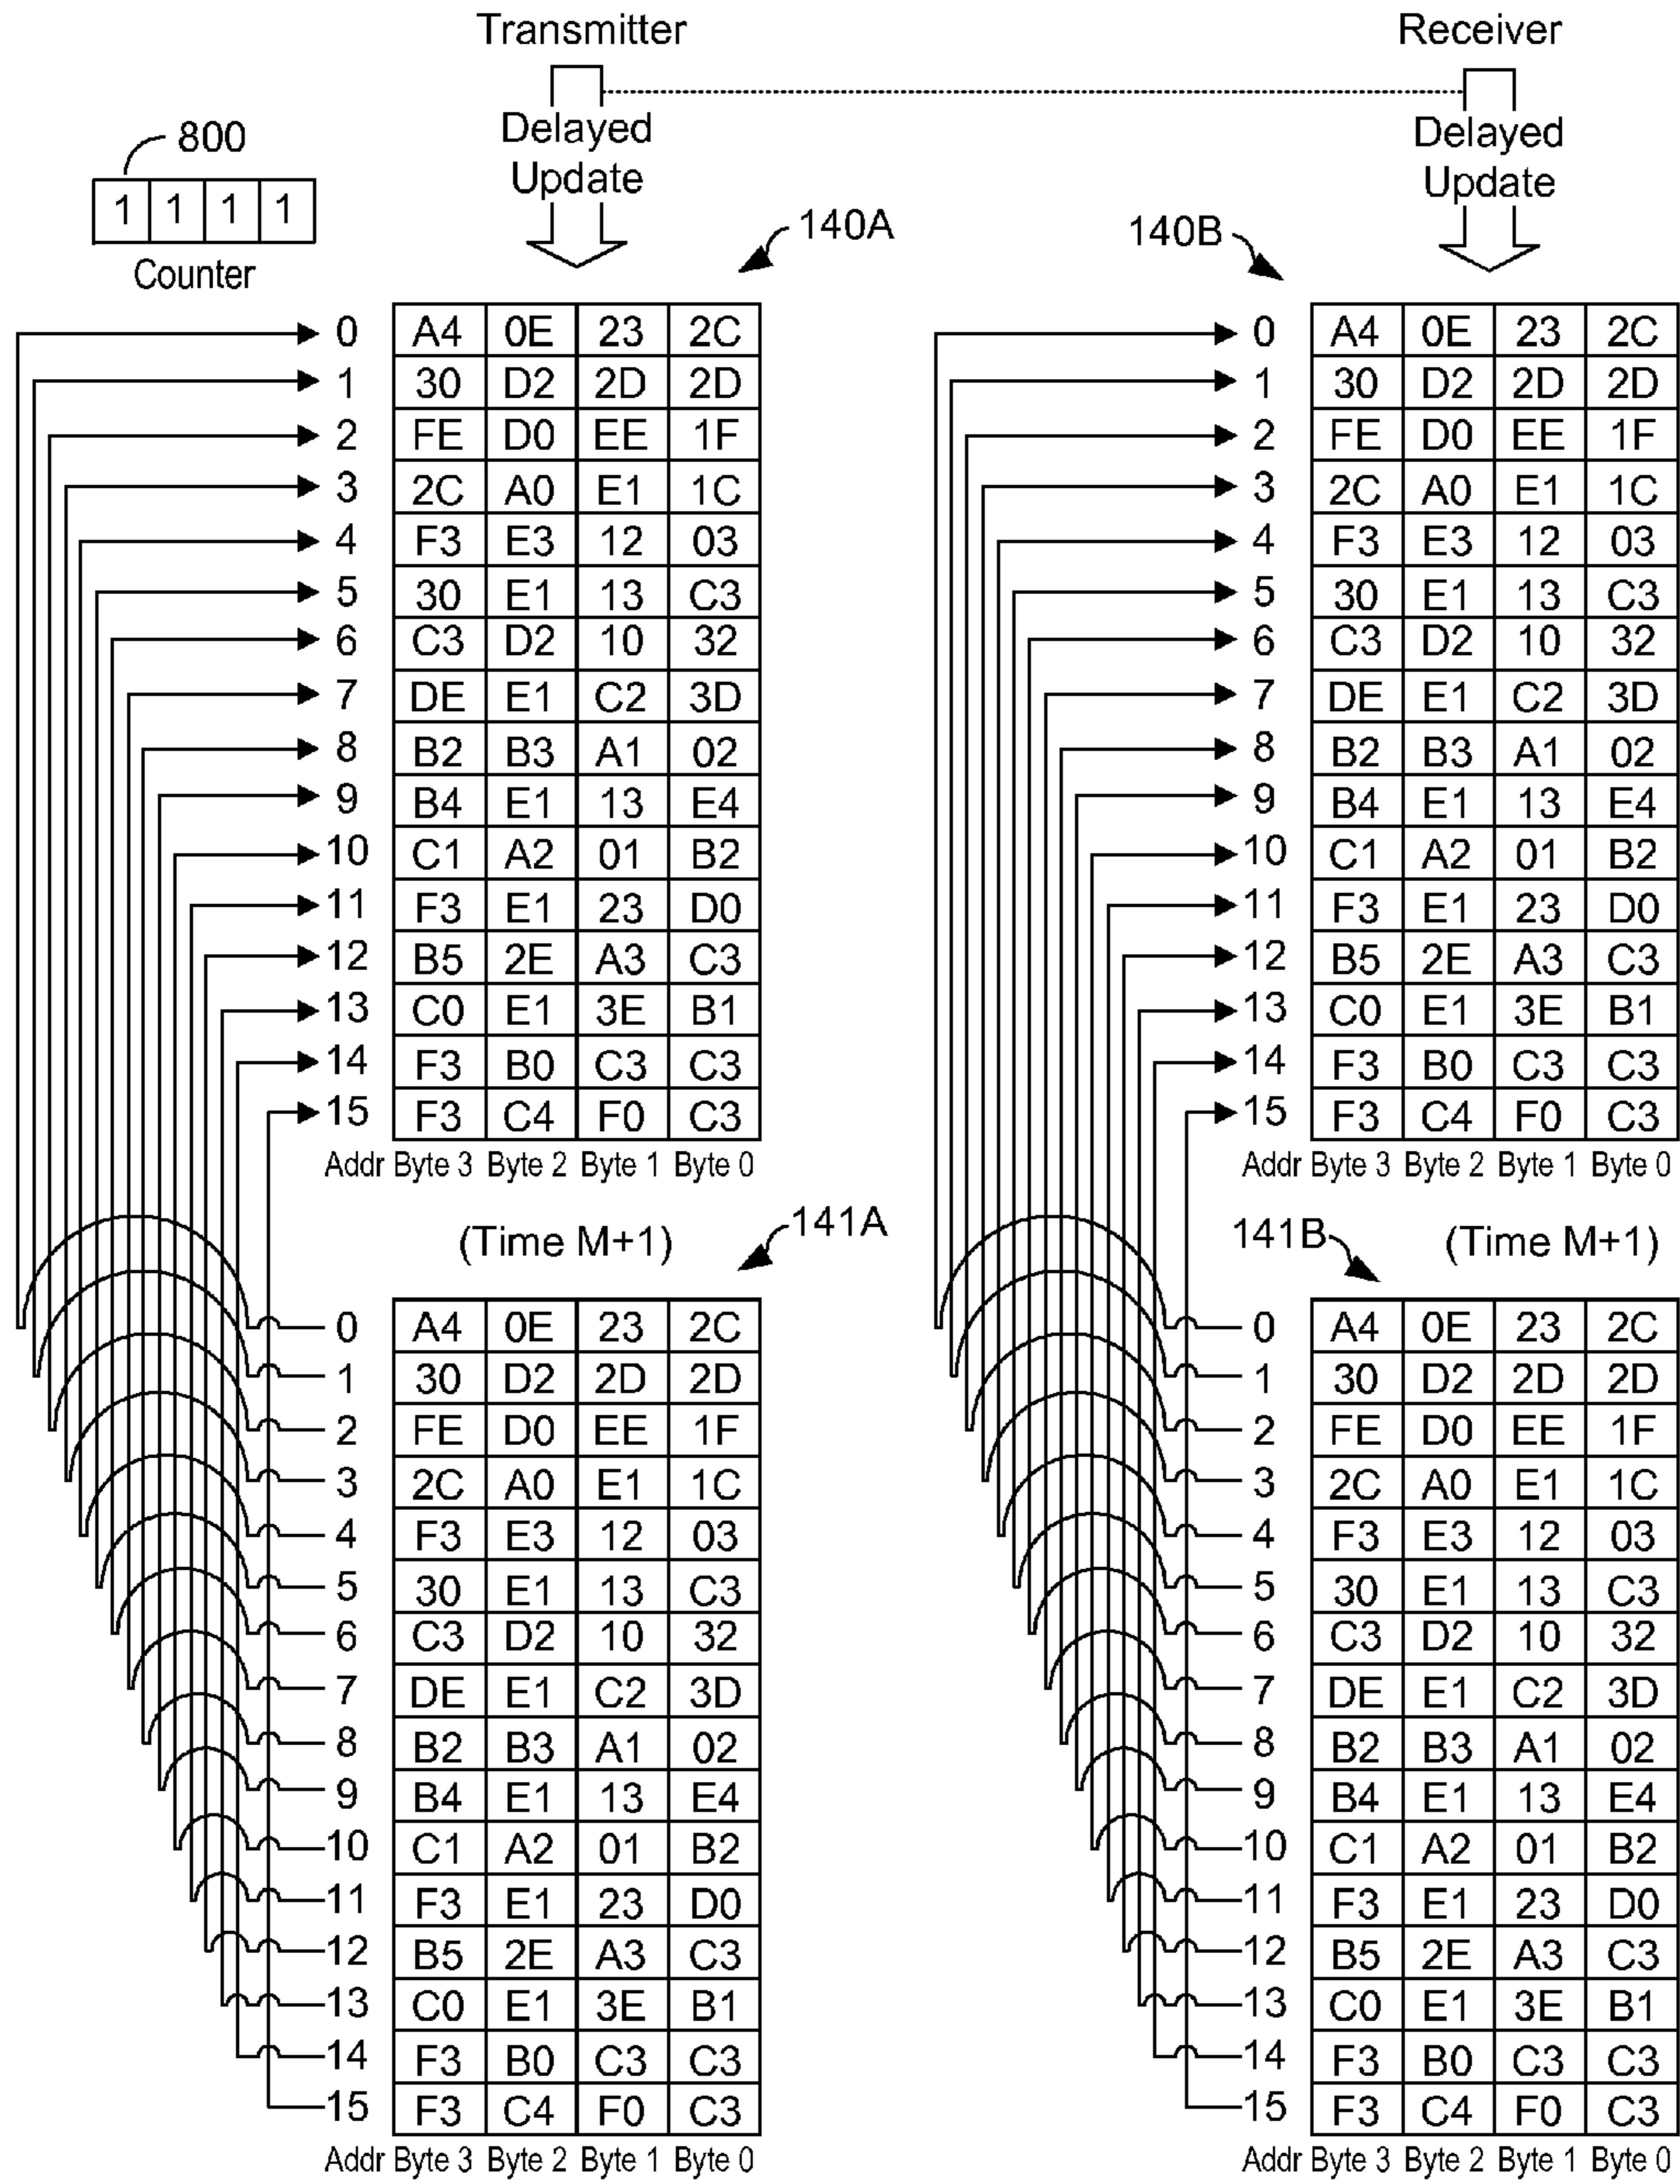 Transmitter Receiver
Delayed Update Delayed Update
800
1 1 1 1
Counter
140A 140B
0 A4 0E 23 2C 0 A4 0E 23 2C
1 30 D2 2D 2D 1 30 D2 2D 2D
2 FE D0 EE 1F 2 FE D0 EE 1F
3 2C A0 E1 1C 3 2C A0 E1 1C
4 F3 E3 12 03 4 F3 E3 12 03
5 30 E1 13 C3 5 30 E1 13 C3
6 C3 D2 10 32 6 C3 D2 10 32
7 DE E1 C2 3D 7 DE E1 C2 3D
8 B2 B3 A1 02 8 B2 B3 A1 02
9 B4 E1 13 E4 9 B4 E1 13 E4
10 C1 A2 01 B2 10 C1 A2 01 B2
11 F3 E1 23 D0 11 F3 E1 23 D0
12 B5 2E A3 C3 12 B5 2E A3 C3
13 C0 E1 3E B1 13 C0 E1 3E B1
14 F3 B0 C3 C3 14 F3 B0 C3 C3
15 F3 C4 F0 C3 15 F3 C4 F0 C3
Addr Byte 3 Byte 2 Byte 1 Byte 0 Addr Byte 3 Byte 2 Byte 1 Byte 0
(Time M+1) 141A 141B (Time M+1)
0 A4 0E 23 2C 0 A4 0E 23 2C
1 30 D2 2D 2D 1 30 D2 2D 2D
2 FE D0 EE 1F 2 FE D0 EE 1F
3 2C A0 E1 1C 3 2C A0 E1 1C
4 F3 E3 12 03 4 F3 E3 12 03
5 30 E1 13 C3 5 30 E1 13 C3
6 C3 D2 10 32 6 C3 D2 10 32
7 DE E1 C2 3D 7 DE E1 C2 3D
8 B2 B3 A1 02 8 B2 B3 A1 02
9 B4 E1 13 E4 9 B4 E1 13 E4
10 C1 A2 01 B2 10 C1 A2 01 B2
11 F3 E1 23 D0 11 F3 E1 23 D0
12 B5 2E A3 C3 12 B5 2E A3 C3
13 C0 E1 3E B1 13 C0 E1 3E B1
14 F3 B0 C3 C3 14 F3 B0 C3 C3
15 F3 C4 F0 C3 15 F3 C4 F0 C3
Addr Byte 3 Byte 2 Byte 1 Byte 0 Addr Byte 3 Byte 2 Byte 1 Byte 0